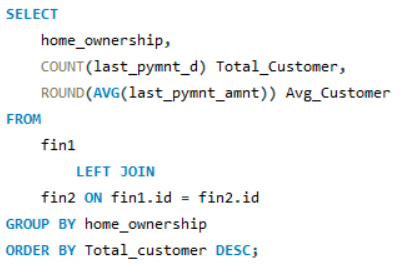 SELECT
home_ownership,
COUNT(last_pymnt_d) Total_Customer,
ROUND(AVG(last_pymnt_amnt)) Avg_Customer
FROM
fin1
LEFT JOIN
fin2 ON fin1.id = fin2.id
GROUP BY home_ownership
ORDER BY Total_customer DESC;